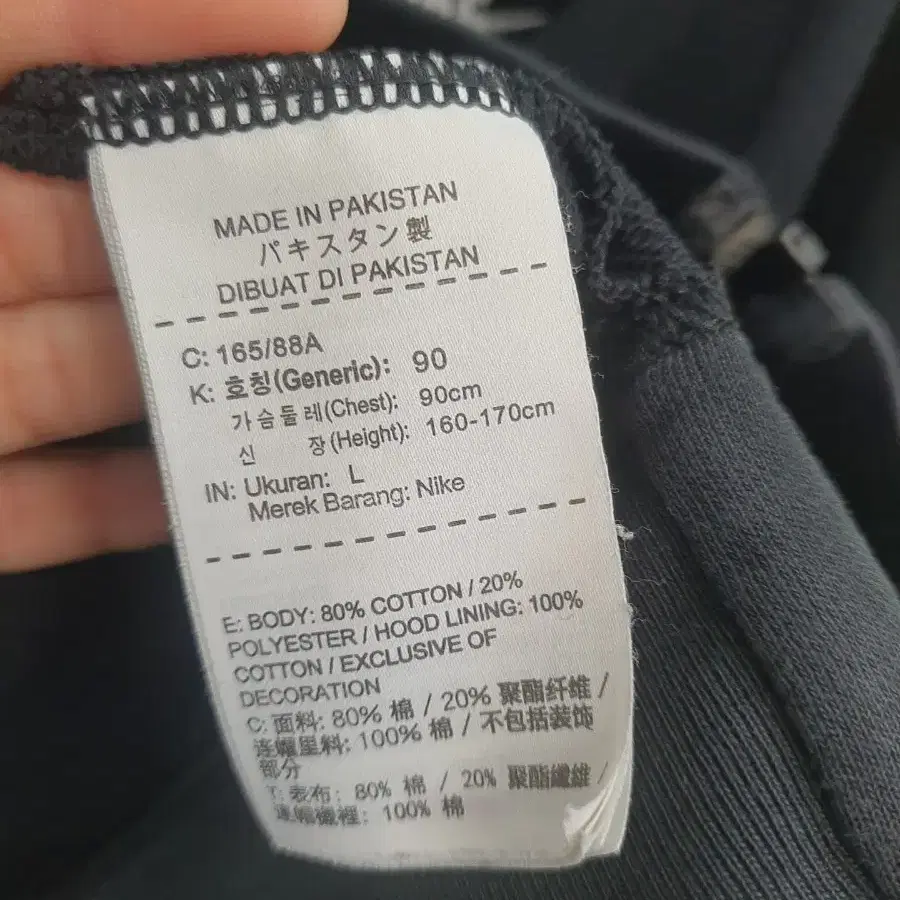 MADE IN PAKISTAN
パキスタン製
DIBUAT DI PAKISTAN
C: 165/88A
K: 호칭(Generic): 90
가슴둘레(Chest): 90cm
신 장(Height): 160-170cm
IN: Ukuran: L
Merek Barang: Nike
E: BODY: 80% COTTON / 20%
POLYESTER / HOOD LINING: 100%
COTTON / EXCLUSIVE OF
DECORATION
C: 面料: 80% 棉 / 20% 聚酯纤维 /
连帽里料: 100% 棉 / 不包括装饰
部分
T: 表布: 80% 棉 / 20% 聚酯纖維 /
連帽襯裡: 100% 棉